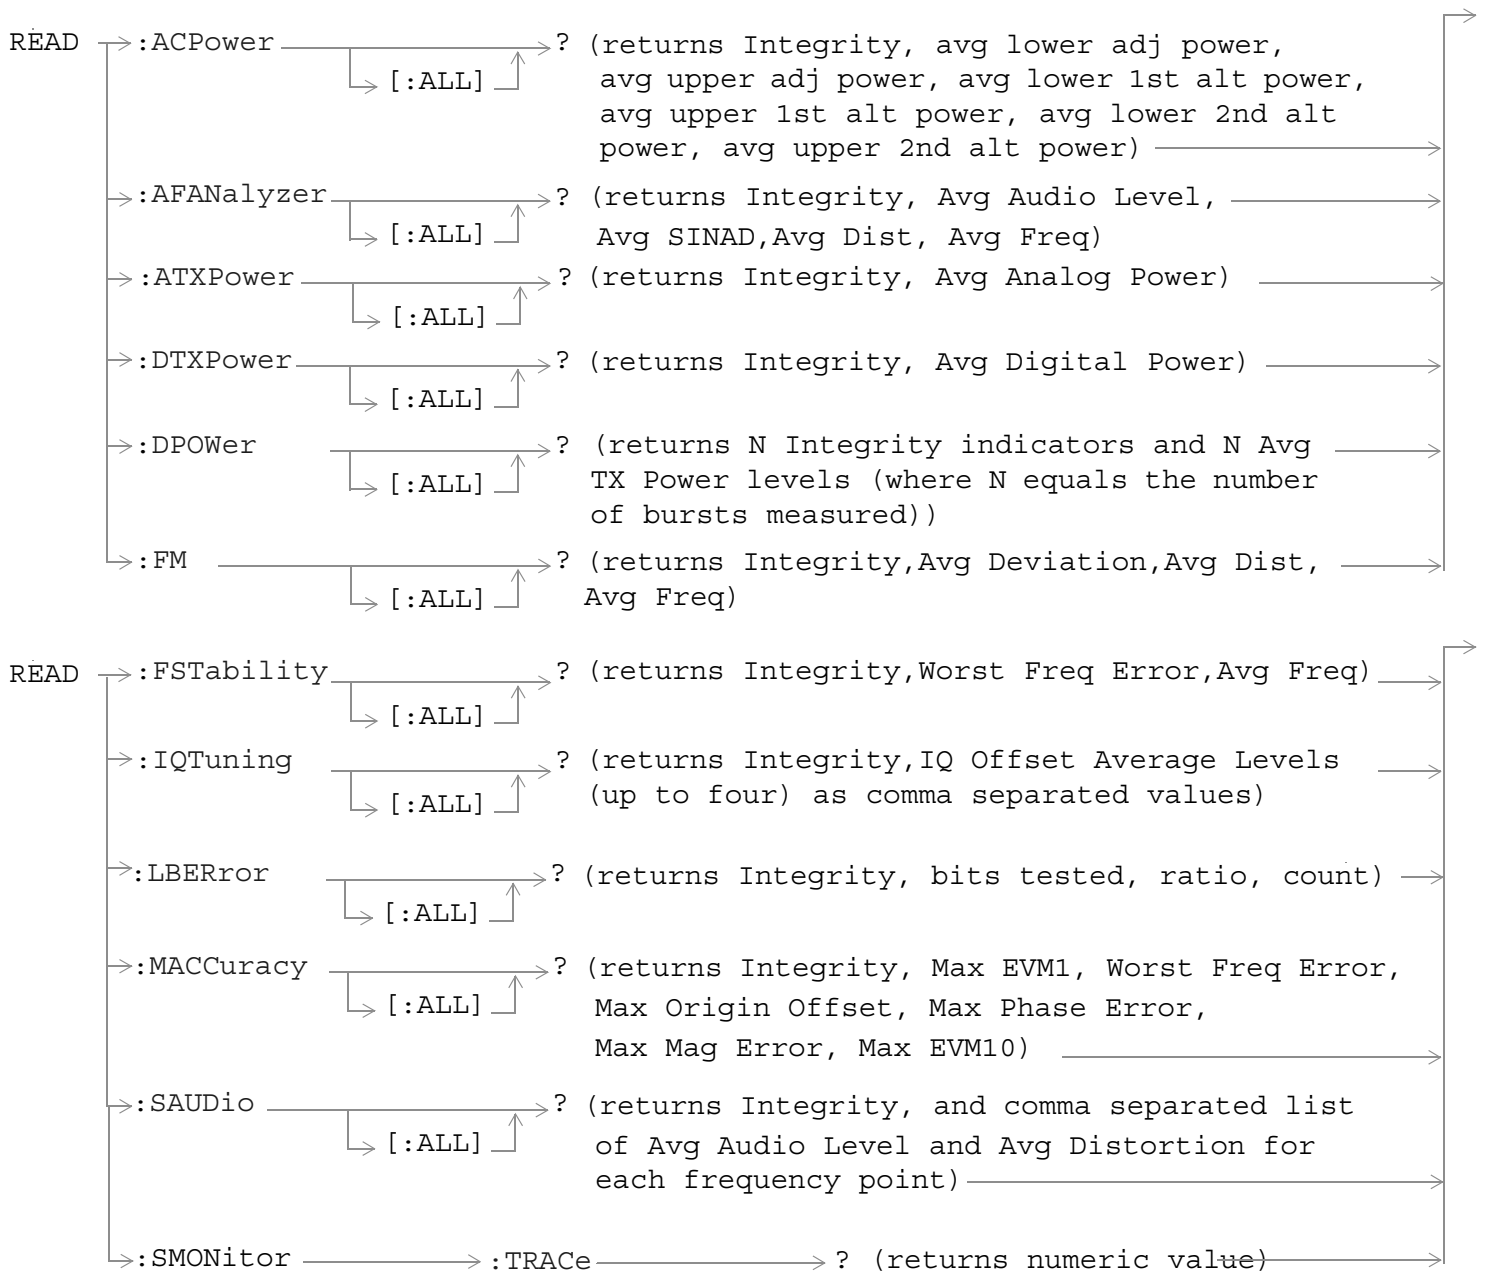 READ :ACPower ? (returns Integrity, avg lower adj power,
[:ALL] avg upper adj power, avg lower 1st alt power,
avg upper 1st alt power, avg lower 2nd alt
power, avg upper 2nd alt power)
:AFANalyzer ? (returns Integrity, Avg Audio Level,
[:ALL] Avg SINAD,Avg Dist, Avg Freq)
:ATXPower ? (returns Integrity, Avg Analog Power)
[:ALL]
:DTXPower ? (returns Integrity, Avg Digital Power)
[:ALL]
:DPOWer ? (returns N Integrity indicators and N Avg
[:ALL] TX Power levels (where N equals the number
of bursts measured))
:FM ? (returns Integrity,Avg Deviation,Avg Dist,
[:ALL] Avg Freq)
READ :FSTability ? (returns Integrity,Worst Freq Error,Avg Freq)
[:ALL]
:IQTuning ? (returns Integrity,IQ Offset Average Levels
[:ALL] (up to four) as comma separated values)
:LBERror ? (returns Integrity, bits tested, ratio, count)
[:ALL]
:MACCuracy ? (returns Integrity, Max EVM1, Worst Freq Error,
[:ALL] Max Origin Offset, Max Phase Error,
Max Mag Error, Max EVM10)
:SAUDio ? (returns Integrity, and comma separated list
[:ALL] of Avg Audio Level and Avg Distortion for
each frequency point)
:SMONitor :TRACe ? (returns numeric value)